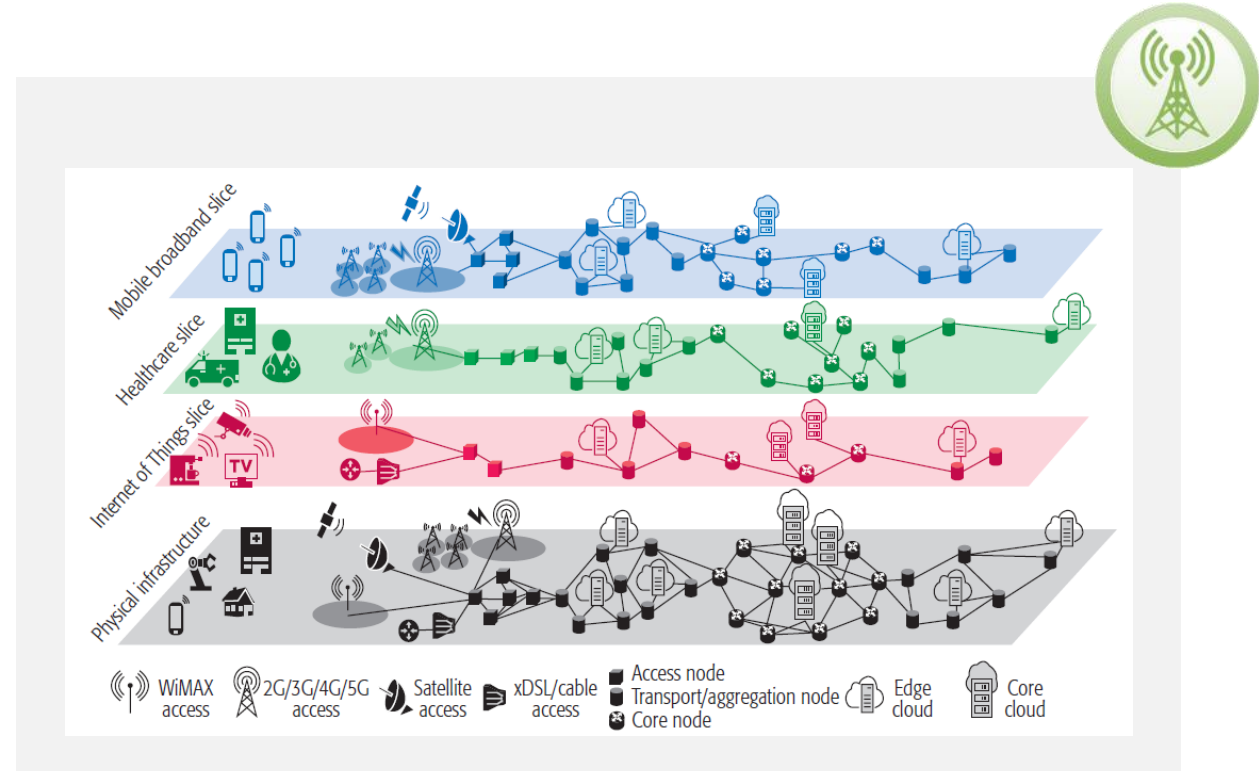 Mobile broadband slice
Healthcare slice
Internet of Things slice
TV
Physical infrastructure
WiMAX
access
2G/3G/4G/5G
access
Satellite
access
xDSL/cable
access
Access node
Transport/aggregation node
Core node
Edge
cloud
Core
cloud